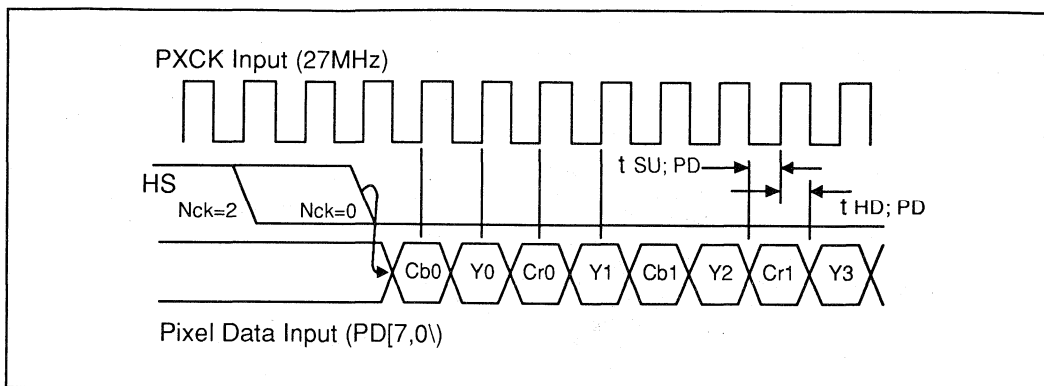 PXCK Input (27MHz)
t SU; PD
HS
Nck=2
Nck=0
t HD; PD
Cb0 Y0 Cr0 Y1 Cb1 Y2 Cr1 Y3
Pixel Data Input (PD[7,0\)